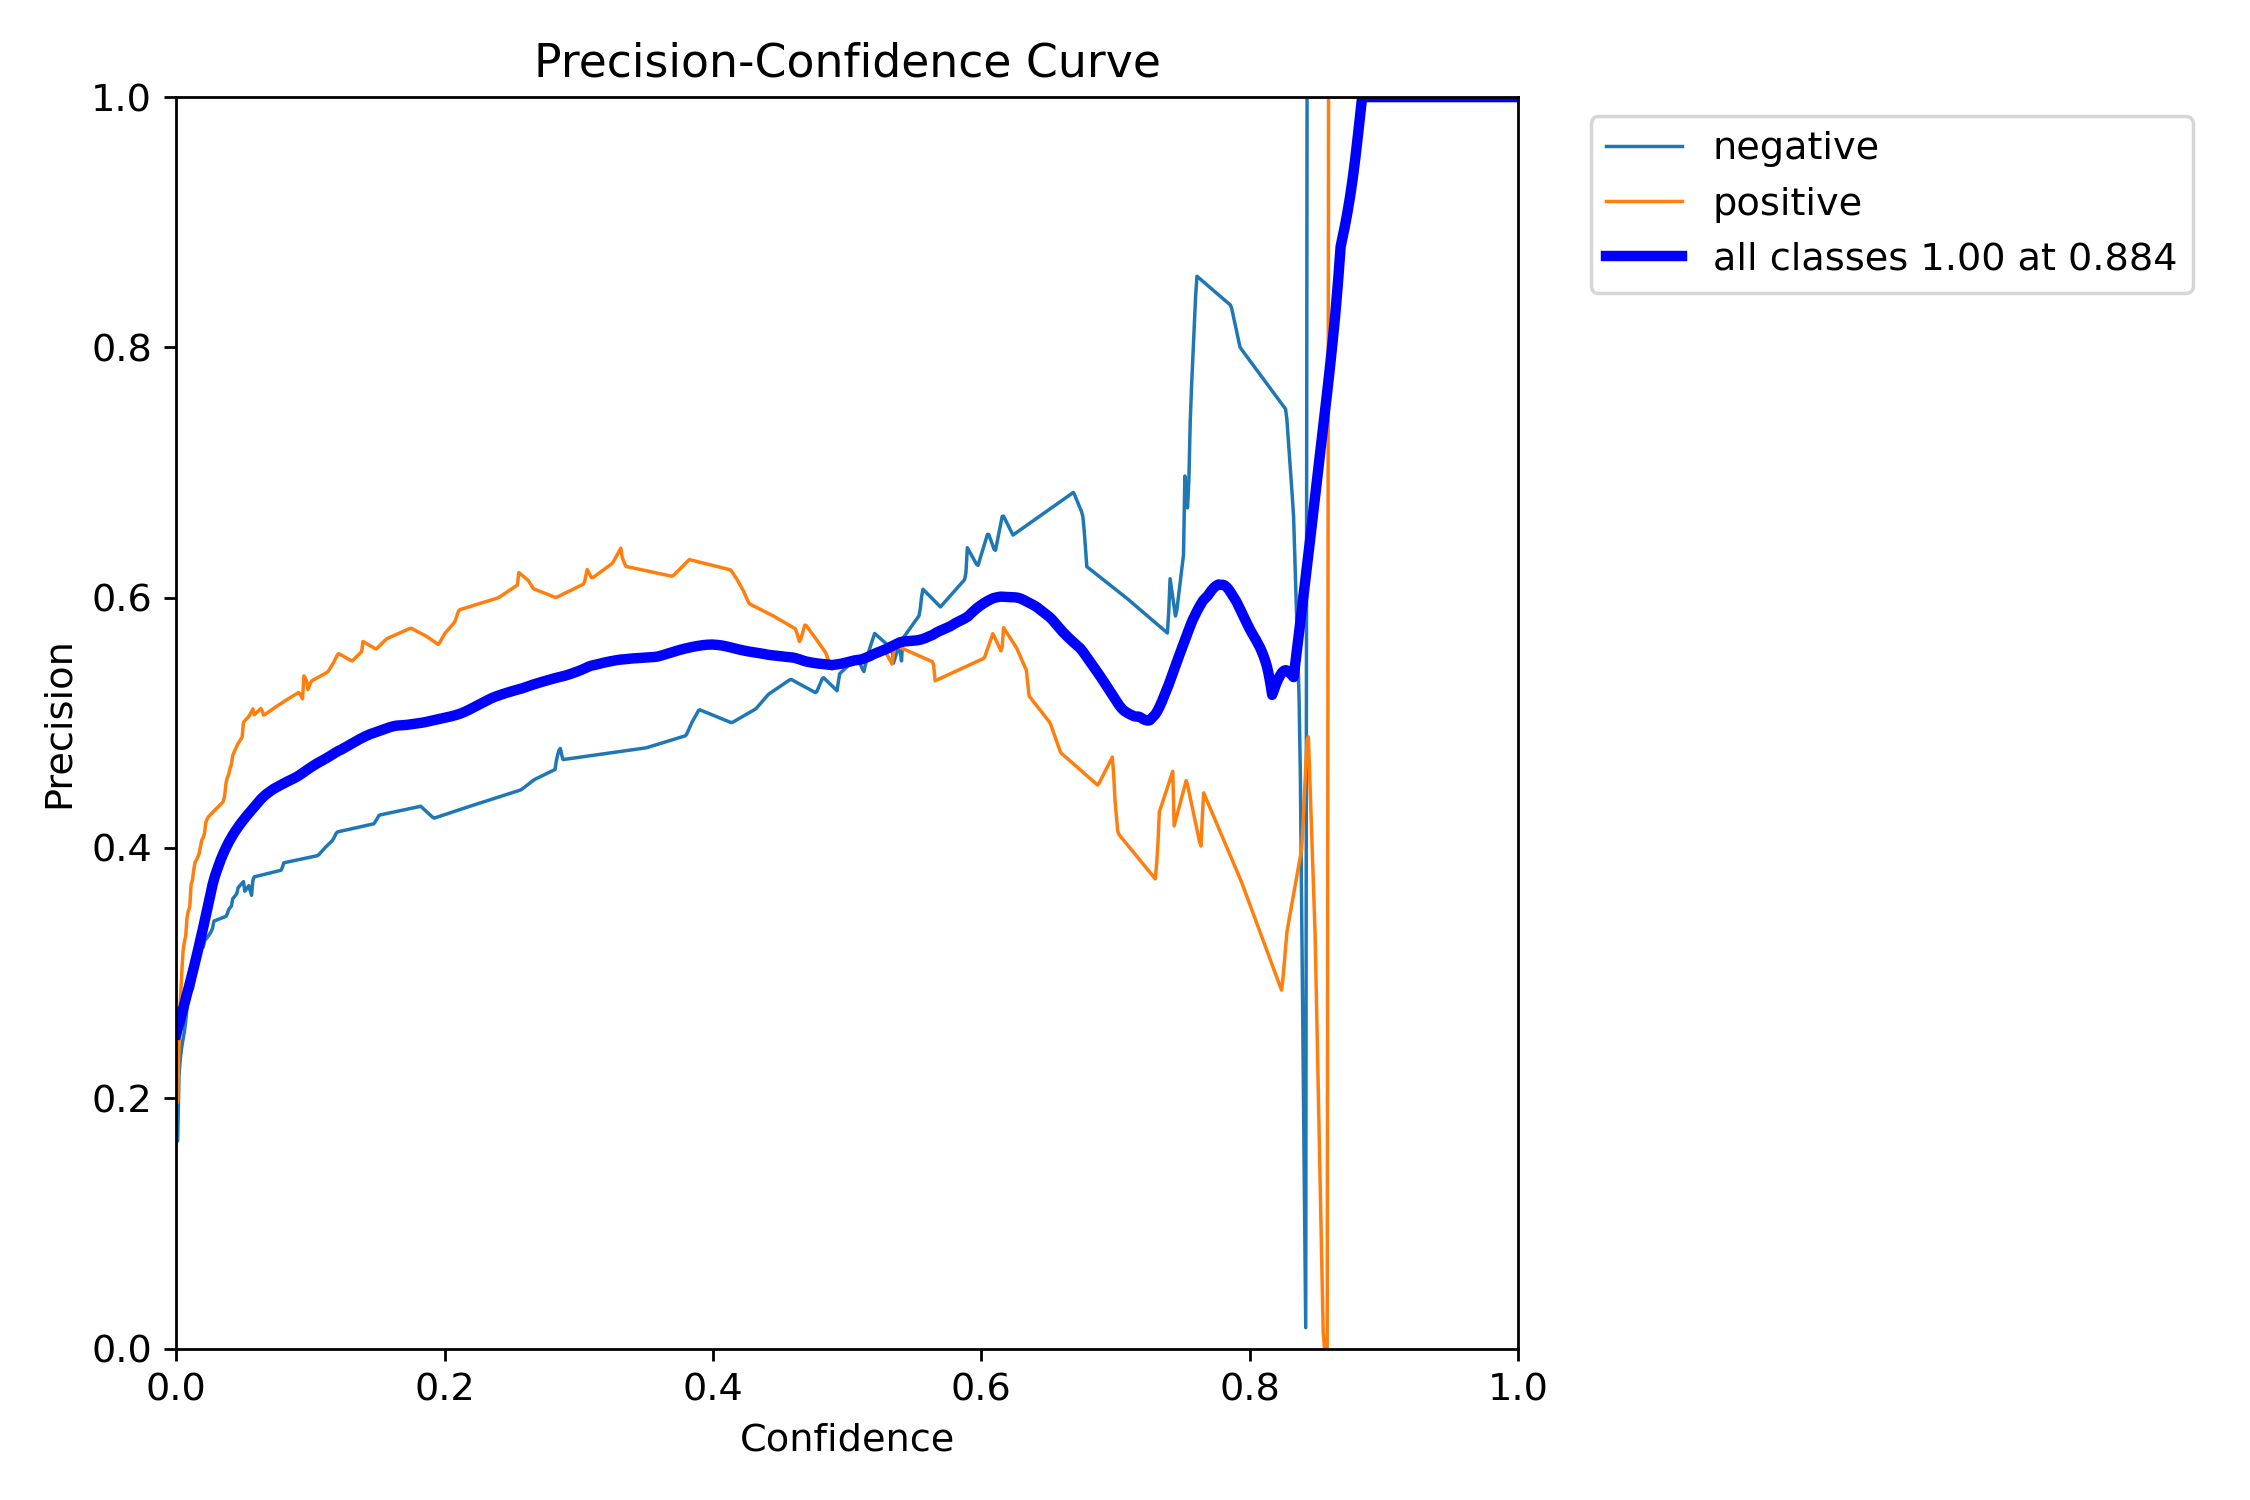 Precision-Confidence Curve
1.0
0.8
0.6
0.4
0.2
0.0
Precision
0.0 0.2 0.4 0.6 0.8 1.0
Confidence
negative
positive
all classes 1.00 at 0.884